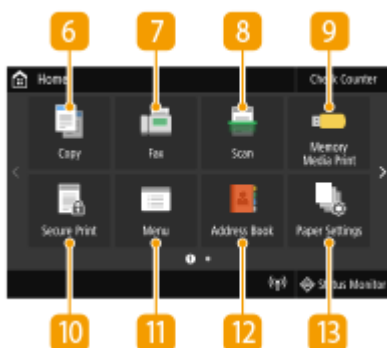 6 7 8 9
Home Check Counter
Copy Fax Scan Memory
Media Print
Secure Print Menu Address Book Paper Settings
Status Monitor
10 11 12 13